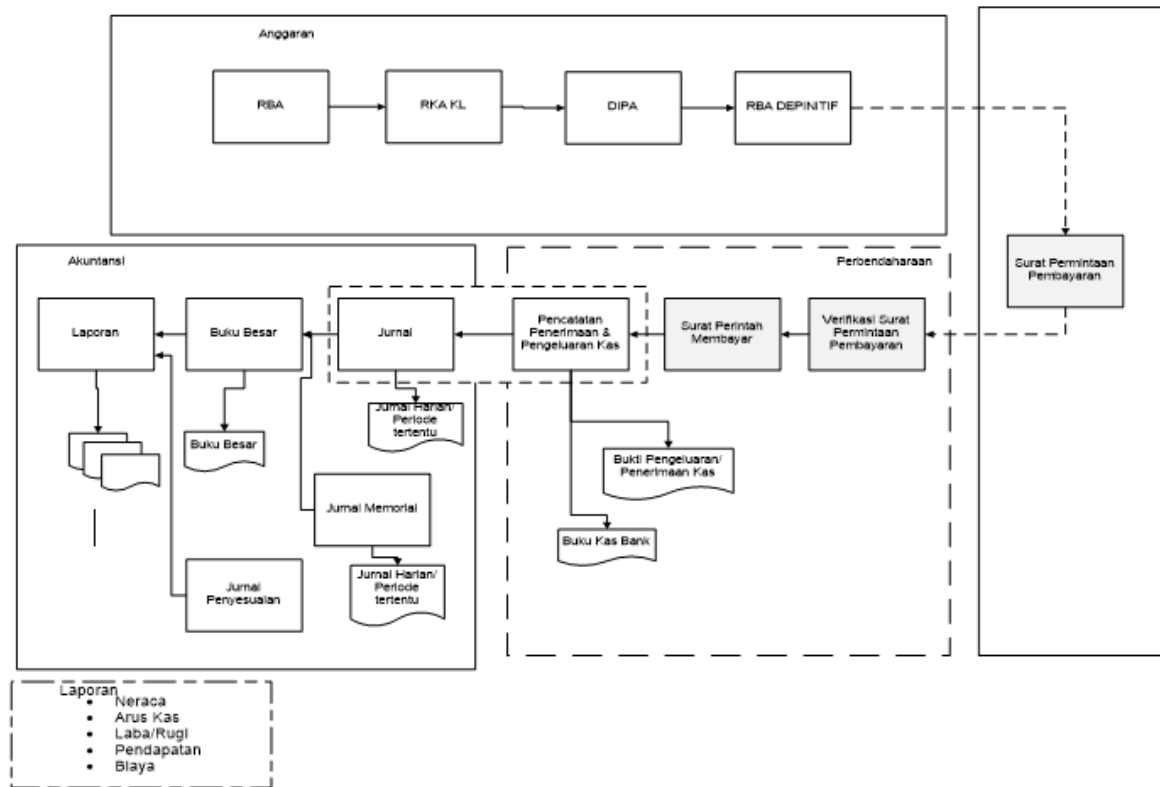 Anggaran
RBA
RKA KL
DIPA
RBA DEPINITIF
Surat Permintaan
Pembayaran
Akuntansi
Perbendaharaan
Laporan
Buku Besar
Jurnal
Pencatatan
Penerimaan &
Pengeluaran Kas
Surat Perintah
Membayar
Verifikasi Surat
Permintaan
Pembayaran
Buku Besar
Jurnal Harian/
Periode
tertentu
Bukti Pengeluaran/
Penerimaan Kas
Jurnal Memorial
Buku Kas Bank
Jurnal
Penyesuaian
Jurnal Harian/
Periode
tertentu
Laporan
• Neraca
• Arus Kas
• Laba/Rugi
• Pendapatan
• Biaya